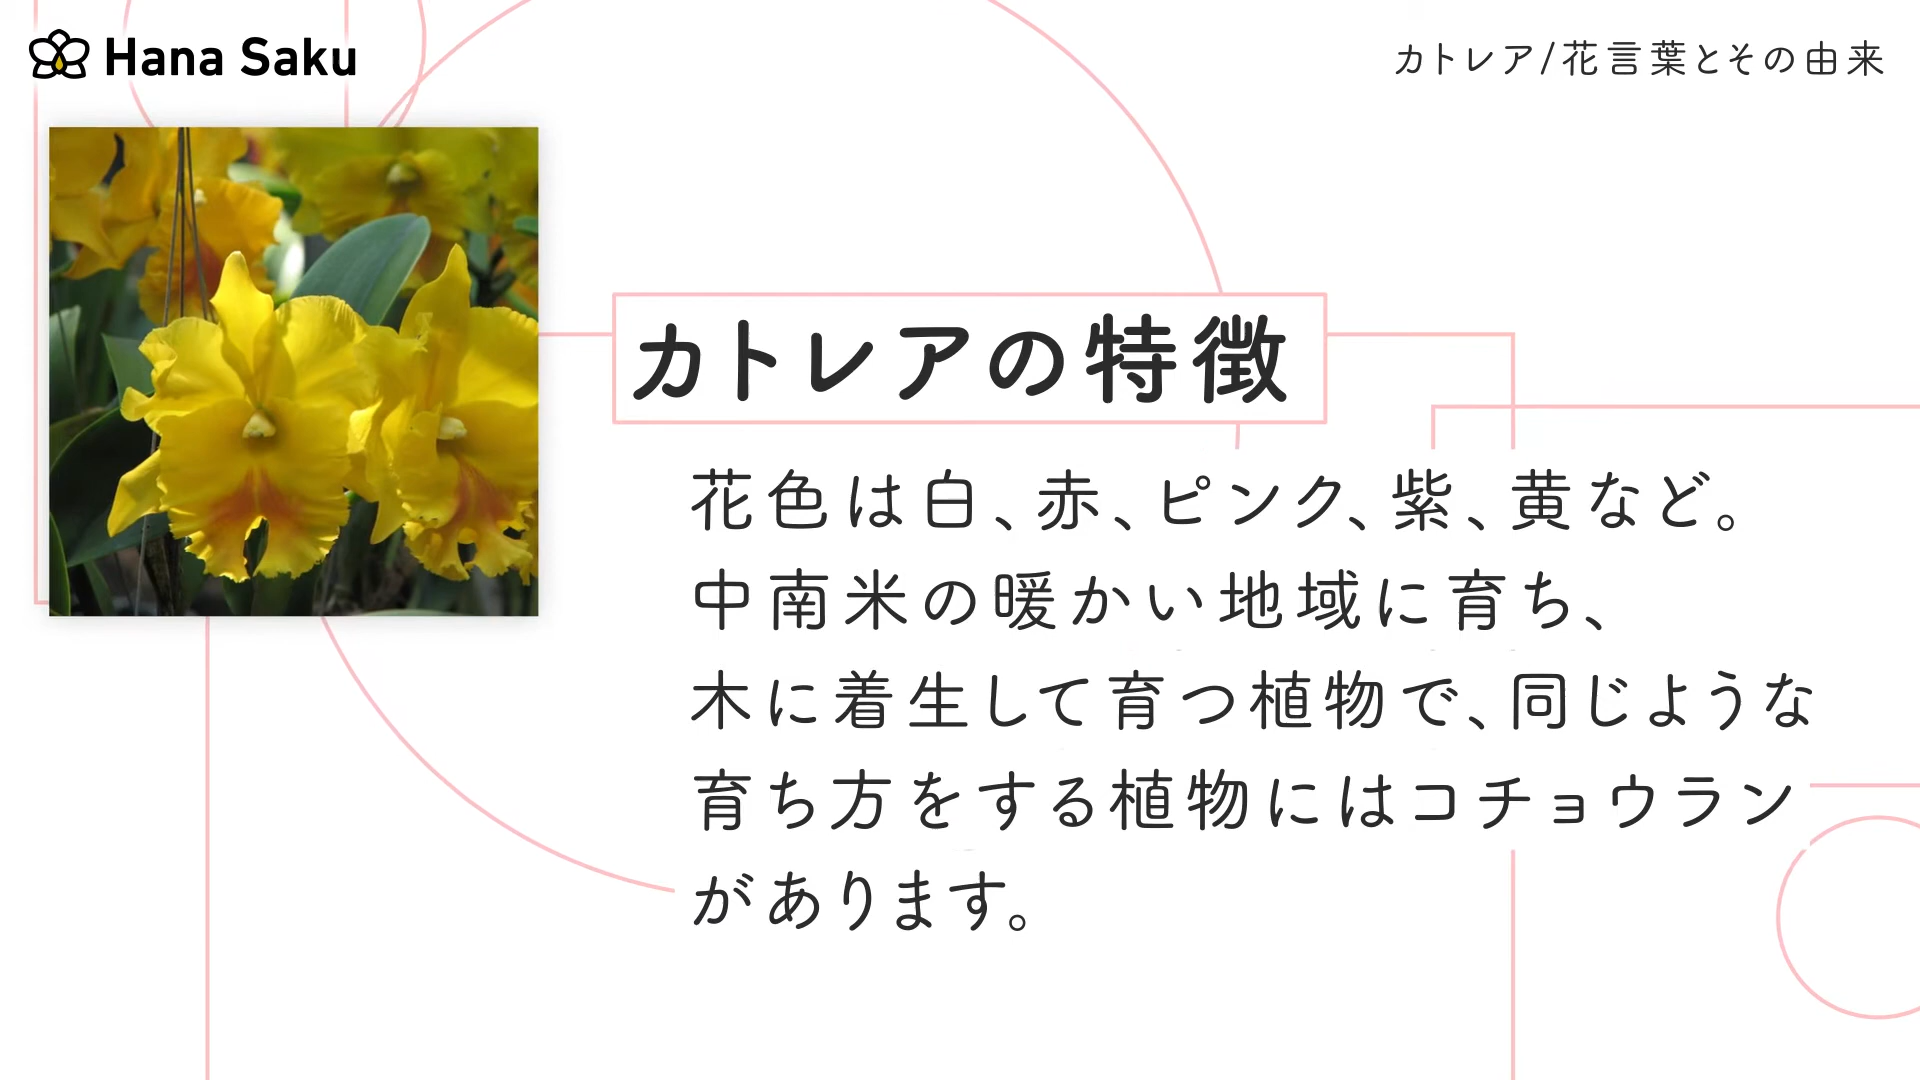 Hana Saku
カトレア/花言葉とその由来
カトレアの特徴
花色は白、赤、ピンク、紫、黄など。
中南米の暖かい地域に育ち、
木に着生して育つ植物で、同じような
育ち方をする植物にはコチョウラン
があります。